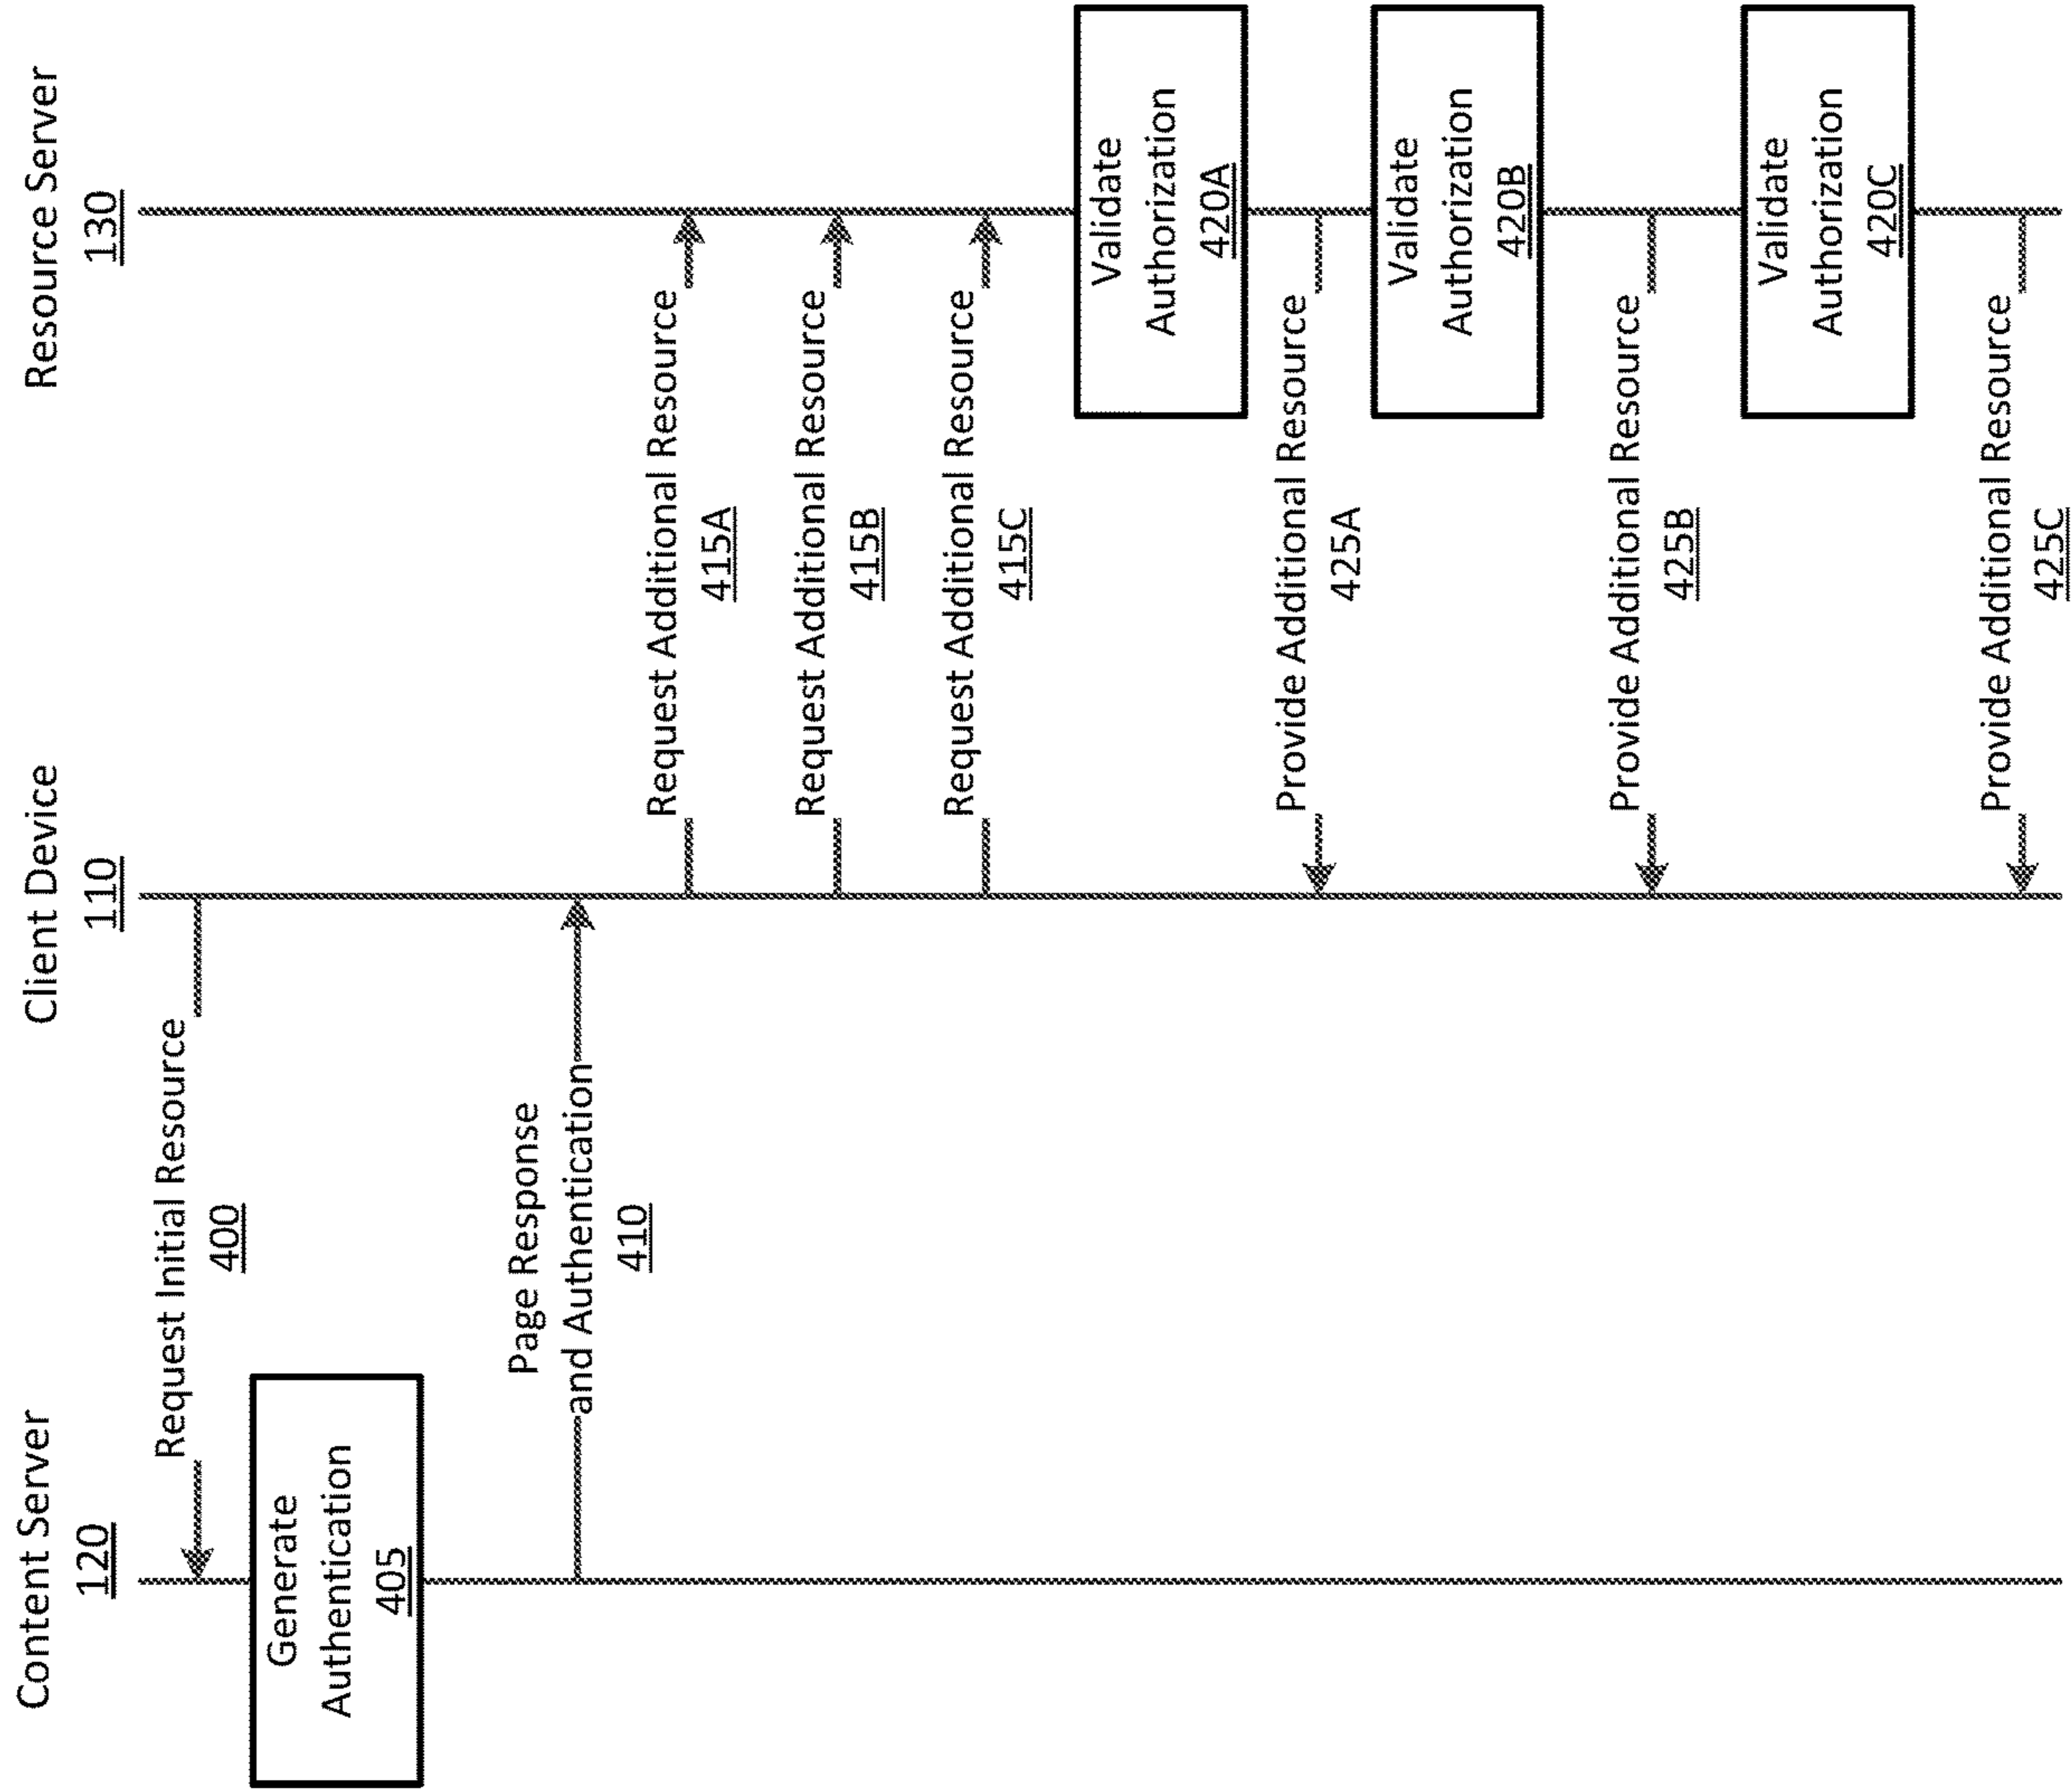 Content Server
120
Client Device
110
Resource Server
130
Request Initial Resource
400
Generate
Authentication
405
Page Response
and Authentication
410
Request Additional Resource
415A
Request Additional Resource
415B
Request Additional Resource
415C
Validate
Authorization
420A
Provide Additional Resource
425A
Validate
Authorization
420B
Provide Additional Resource
425B
Validate
Authorization
420C
Provide Additional Resource
425C